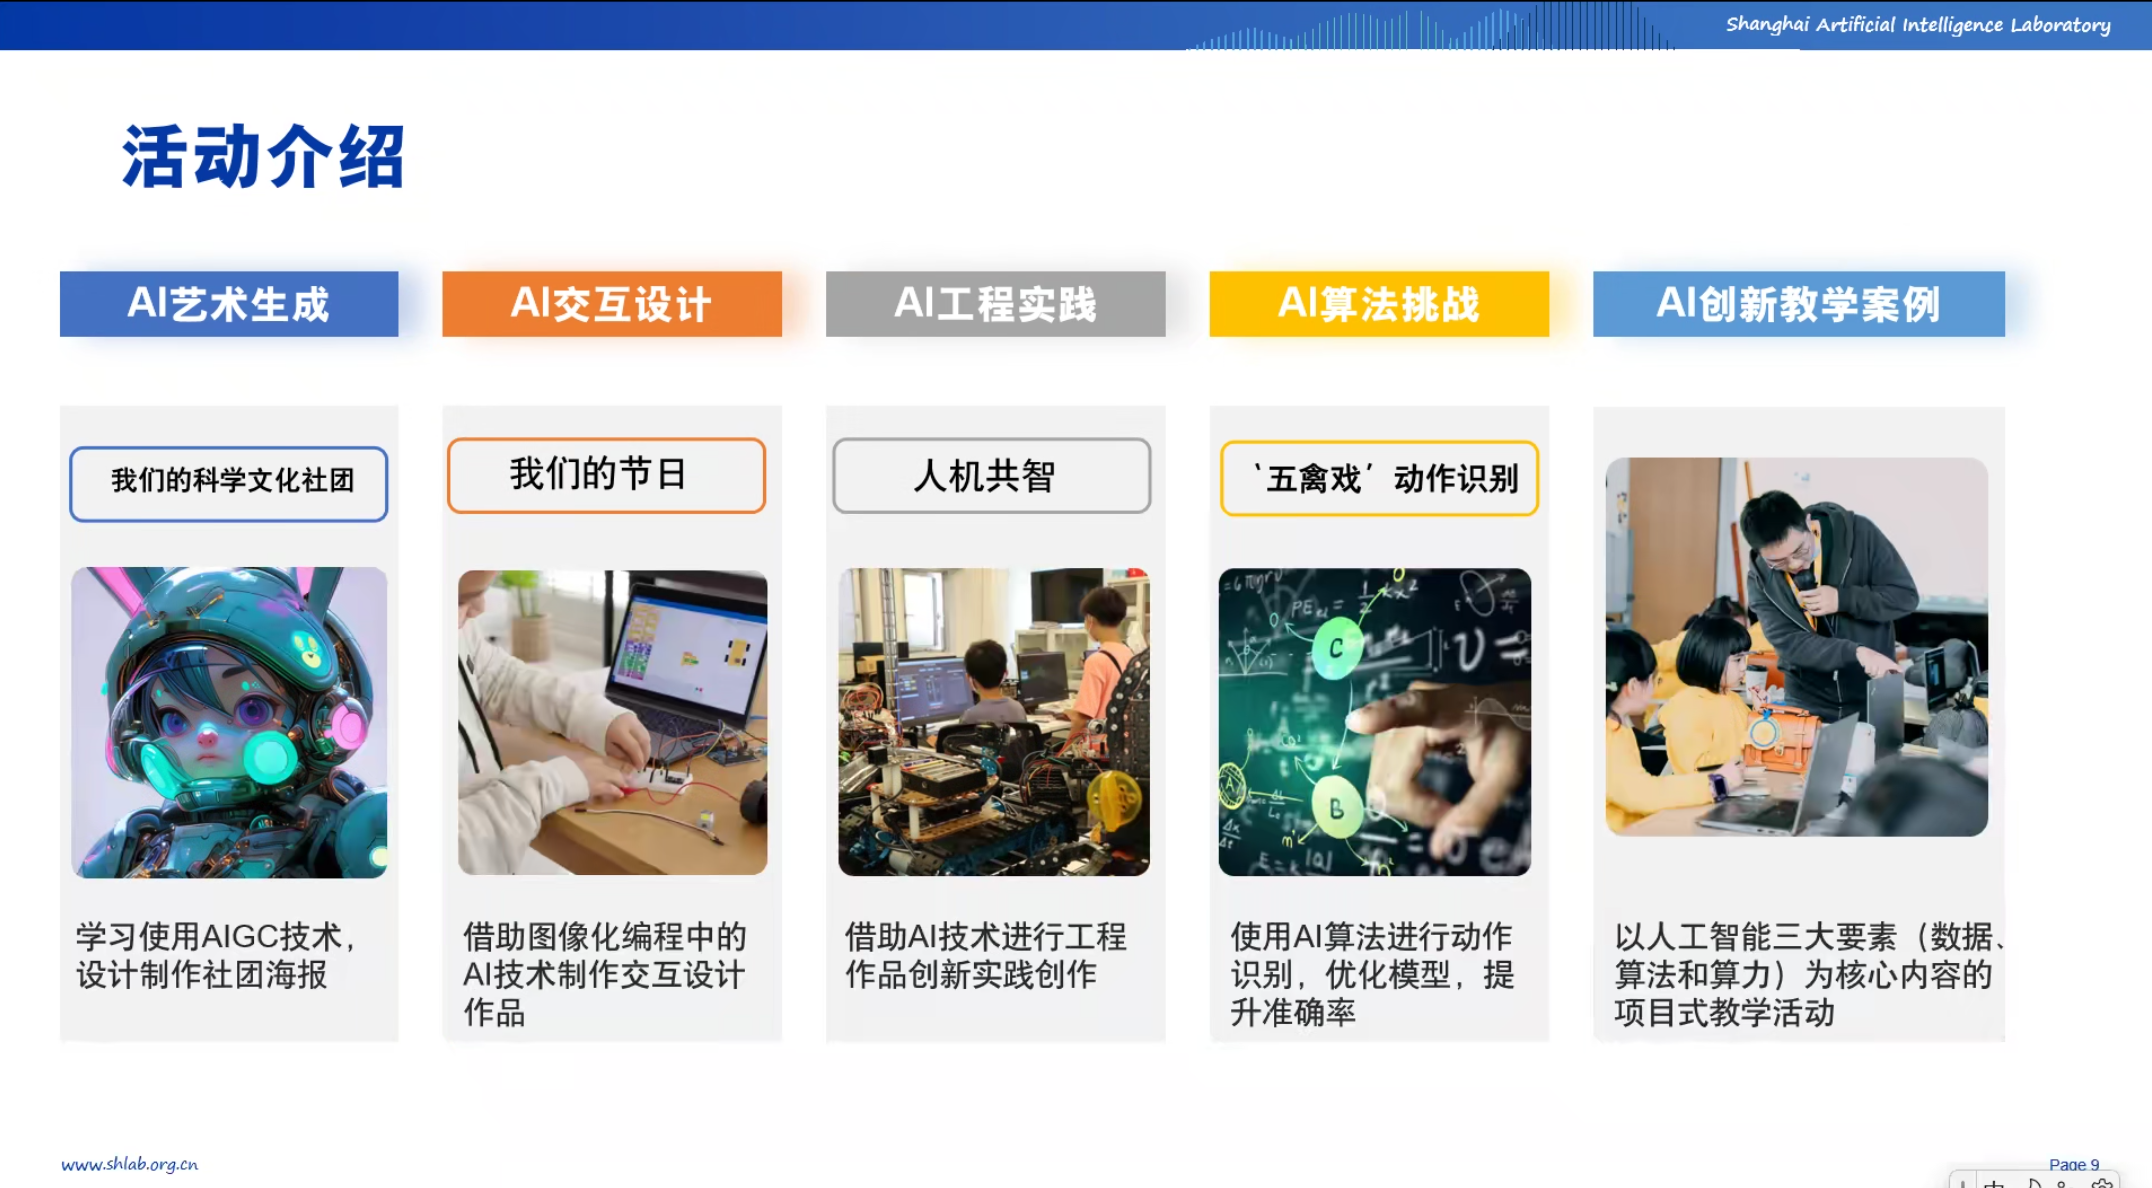 Shanghai Artificial Intelligence Laboratory
活动介绍
AI艺术生成
AI交互设计
AI工程实践
AI算法挑战
AI创新教学案例
我们的科学文化社团
我们的节日
人机共智
‘五禽戏’动作识别
C
B
A
学习使用AIGC技术，
设计制作社团海报
借助图像化编程中的
AI技术制作交互设计
作品
借助AI技术进行工程
作品创新实践创作
使用AI算法进行动作
识别，优化模型，提
升准确率
以人工智能三大要素（数据、
算法和算力）为核心内容的
项目式教学活动
www.shlab.org.cn
Page 9